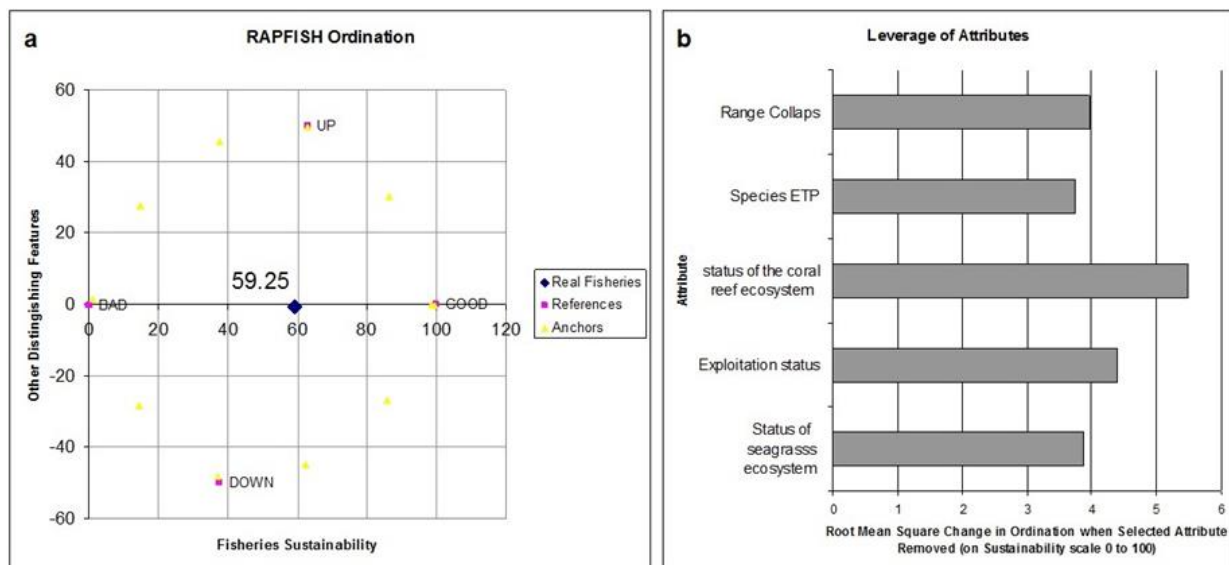 a
RAPFISH Ordination
Other Distingishing Features
60
40
20
0
-20
-40
-60
UP
59.25
BAD
GOOD
DOWN
0 20 40 60 80 100 120
Fisheries Sustainability
Real Fisheries
References
Anchors
b
Leverage of Attributes
Attribute
Range Collaps
Species ETP
status of the coral
reef ecosystem
Exploitation status
Status of
seagrasss
ecosystem
0 1 2 3 4 5 6
Root Mean Square Change in Ordination when Selected Attribute
Removed (on Sustainability scale 0 to 100)